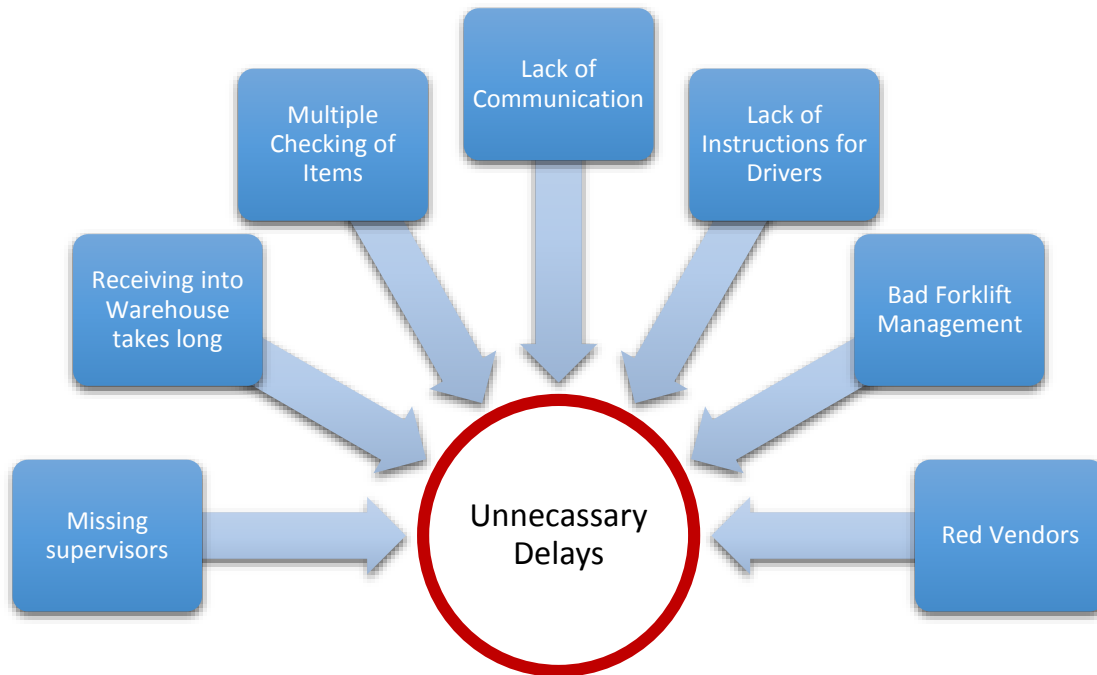 Lack of
Communication
Multiple
Checking of
Items
Lack of
Instructions for
Drivers
Receiving into
Warehouse
takes long
Bad Forklift
Management
Missing
supervisors
Unnecassary
Delays
Red Vendors